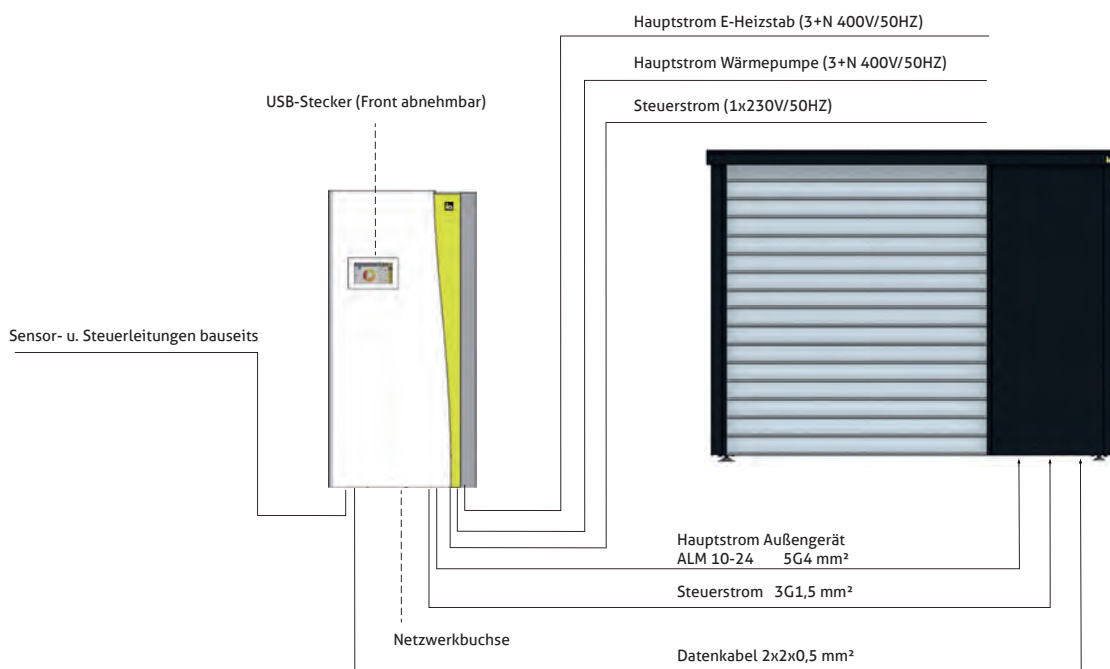 Hauptstrom E-Heizstab (3+N 400V/50HZ)
Hauptstrom Wärmepumpe (3+N 400V/50HZ)
USB-Stecker (Front abnehmbar)
Steuerstrom (1x230V/50HZ)
Sensor- u. Steuerleitungen bauseits
Hauptstrom Außengerät
ALM 10-24 5G4 mm²
Steuerstrom 3G1,5 mm²
Netzwerkbuchse
Datenkabel 2x2x0,5 mm²